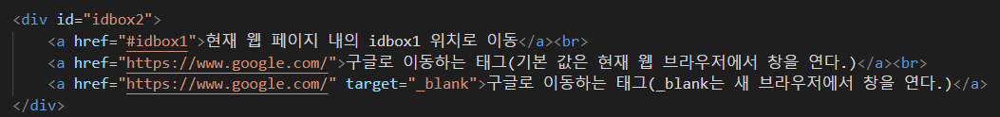 <div id="idbox2">
<a href="#idbox1">현재 웹 페이지 내의 idbox1 위치로 이동</a><br>
<a href="https://www.google.com/">구글로 이동하는 태그(기본 값은 현재 웹 브라우저에서 창을 연다.)</a><br>
<a href="https://www.google.com/" target="_blank">구글로 이동하는 태그(_blank는 새 브라우저에서 창을 연다.)</a>
</div>